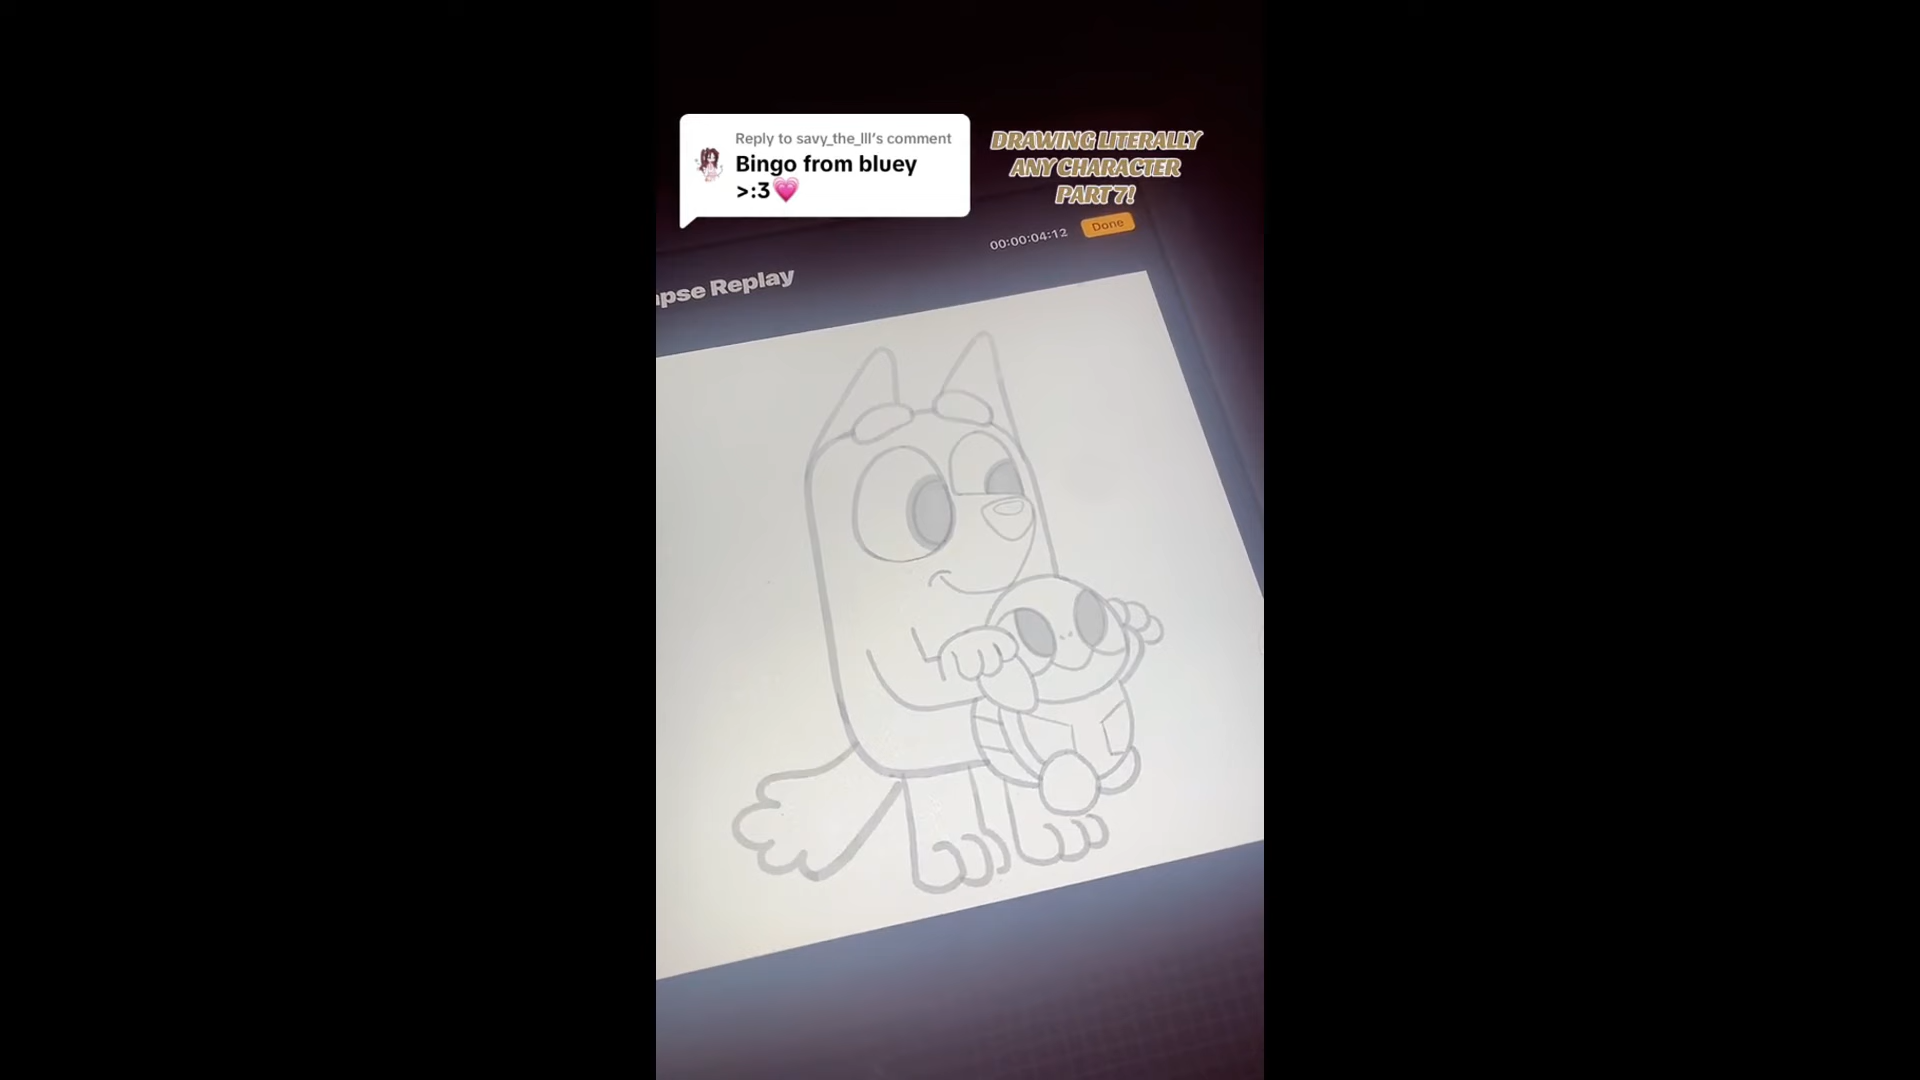 Reply to savy_the_lll's comment
Bingo from bluey
>:3💗
DRAWING LITERALLY
ANY CHARACTER
PART 7!
00:00:04:12
Done
apse Replay